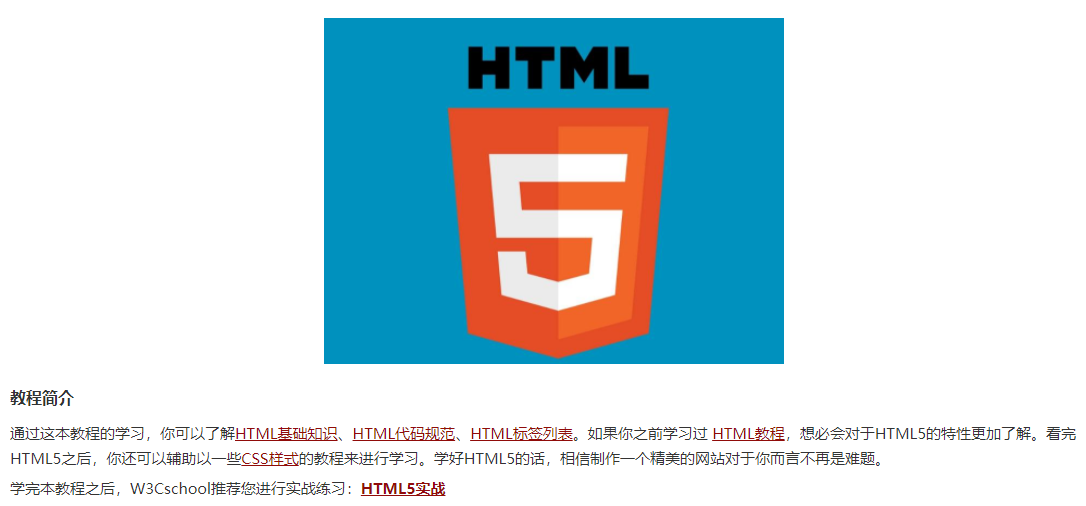 HTML
5
教程简介
通过这本教程的学习，你可以了解HTML基础知识、HTML代码规范、HTML标签列表。如果你之前学习过 HTML教程，想必会对于HTML5的特性更加了解。看完
HTML5之后，你还可以辅助以一些CSS样式的教程来进行学习。学好HTML5的话，相信制作一个精美的网站对于你而言不再是难题。
学完本教程之后，W3Cschool推荐您进行实战练习：HTML5实战